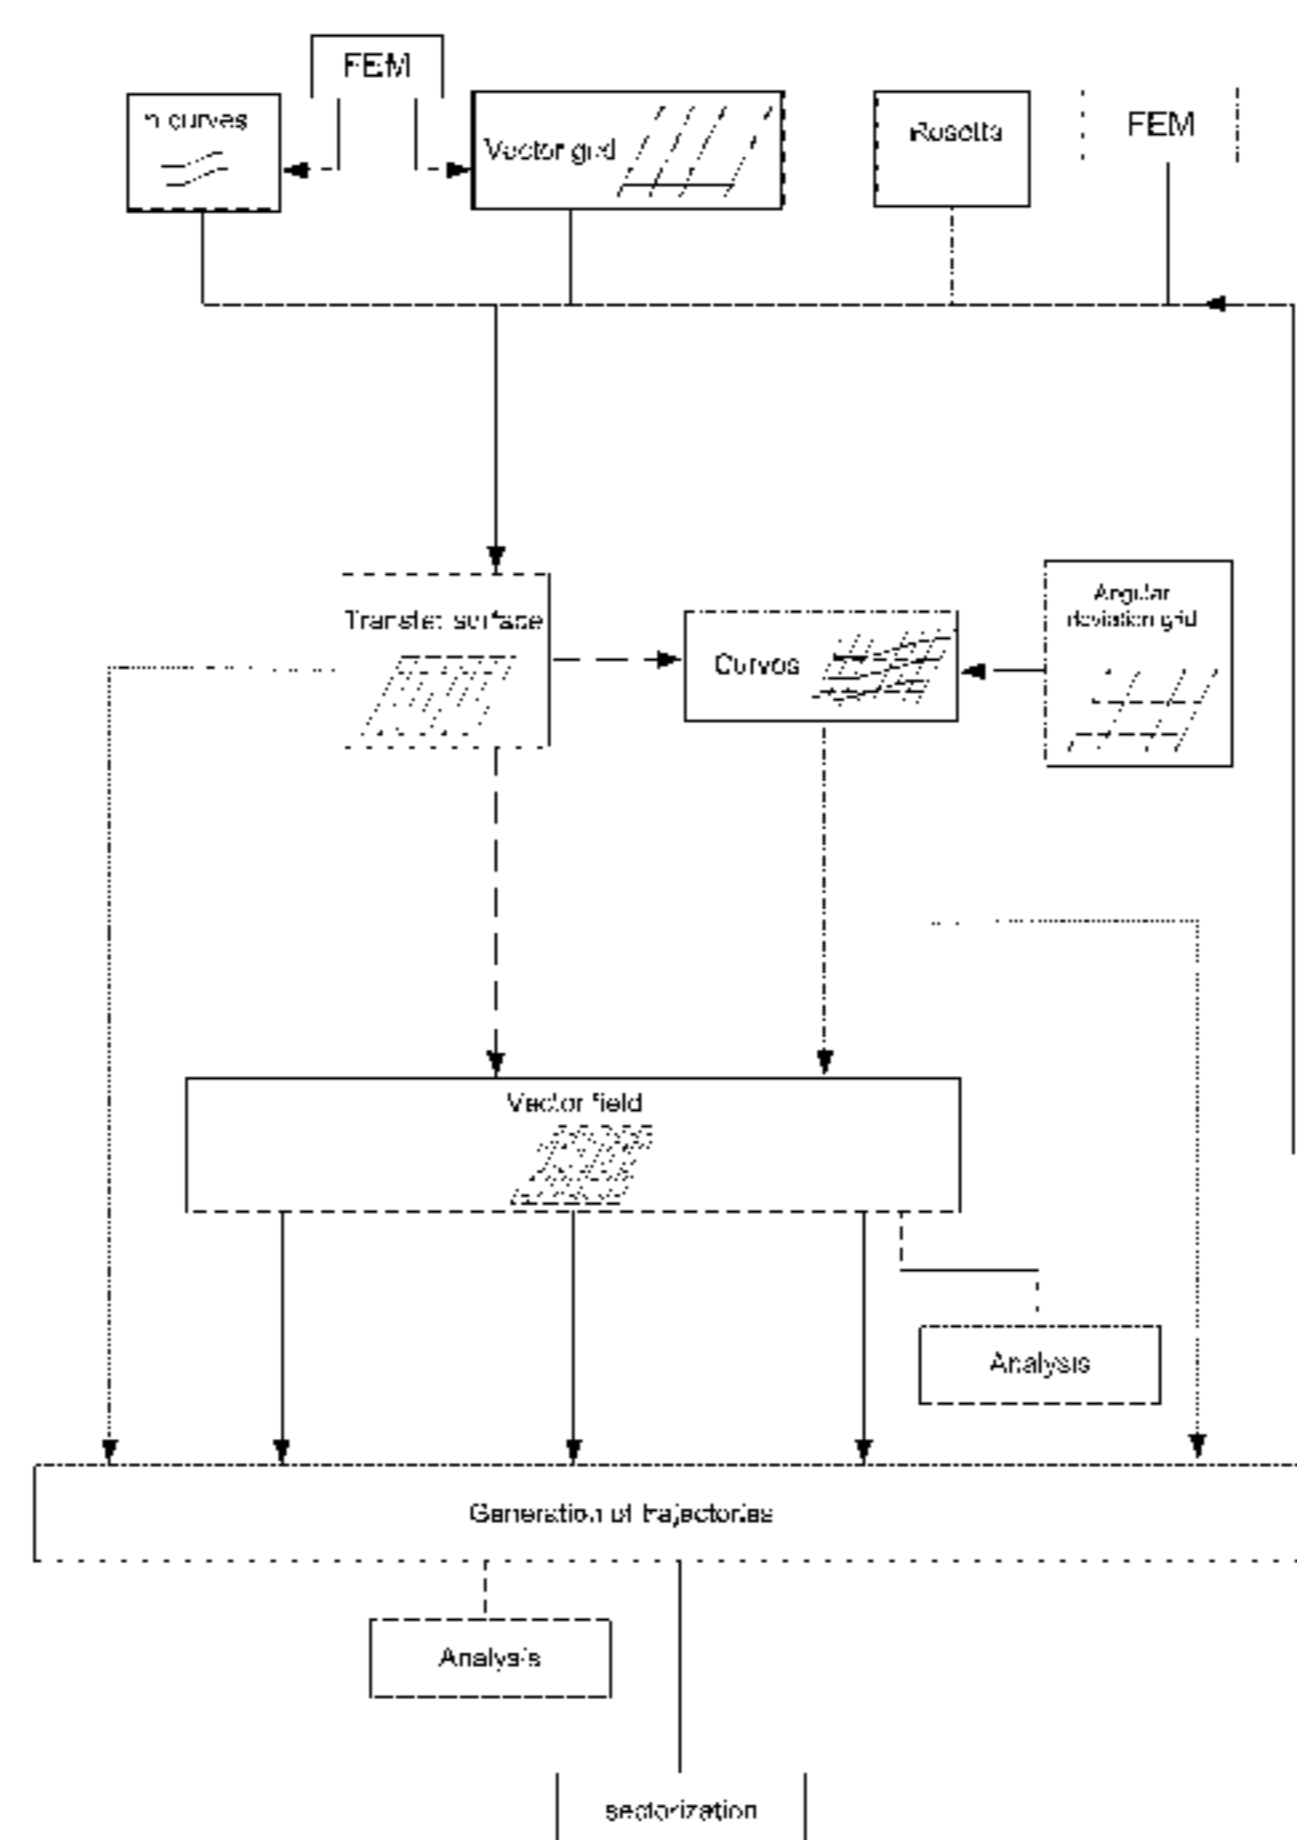 FEM
n curves
Vector grid
Rosetta
FEM
Transfer surface
Curves
Angular
deviation grid
Vector field
Analysis
Generation of trajectories
Analysis
sectorization